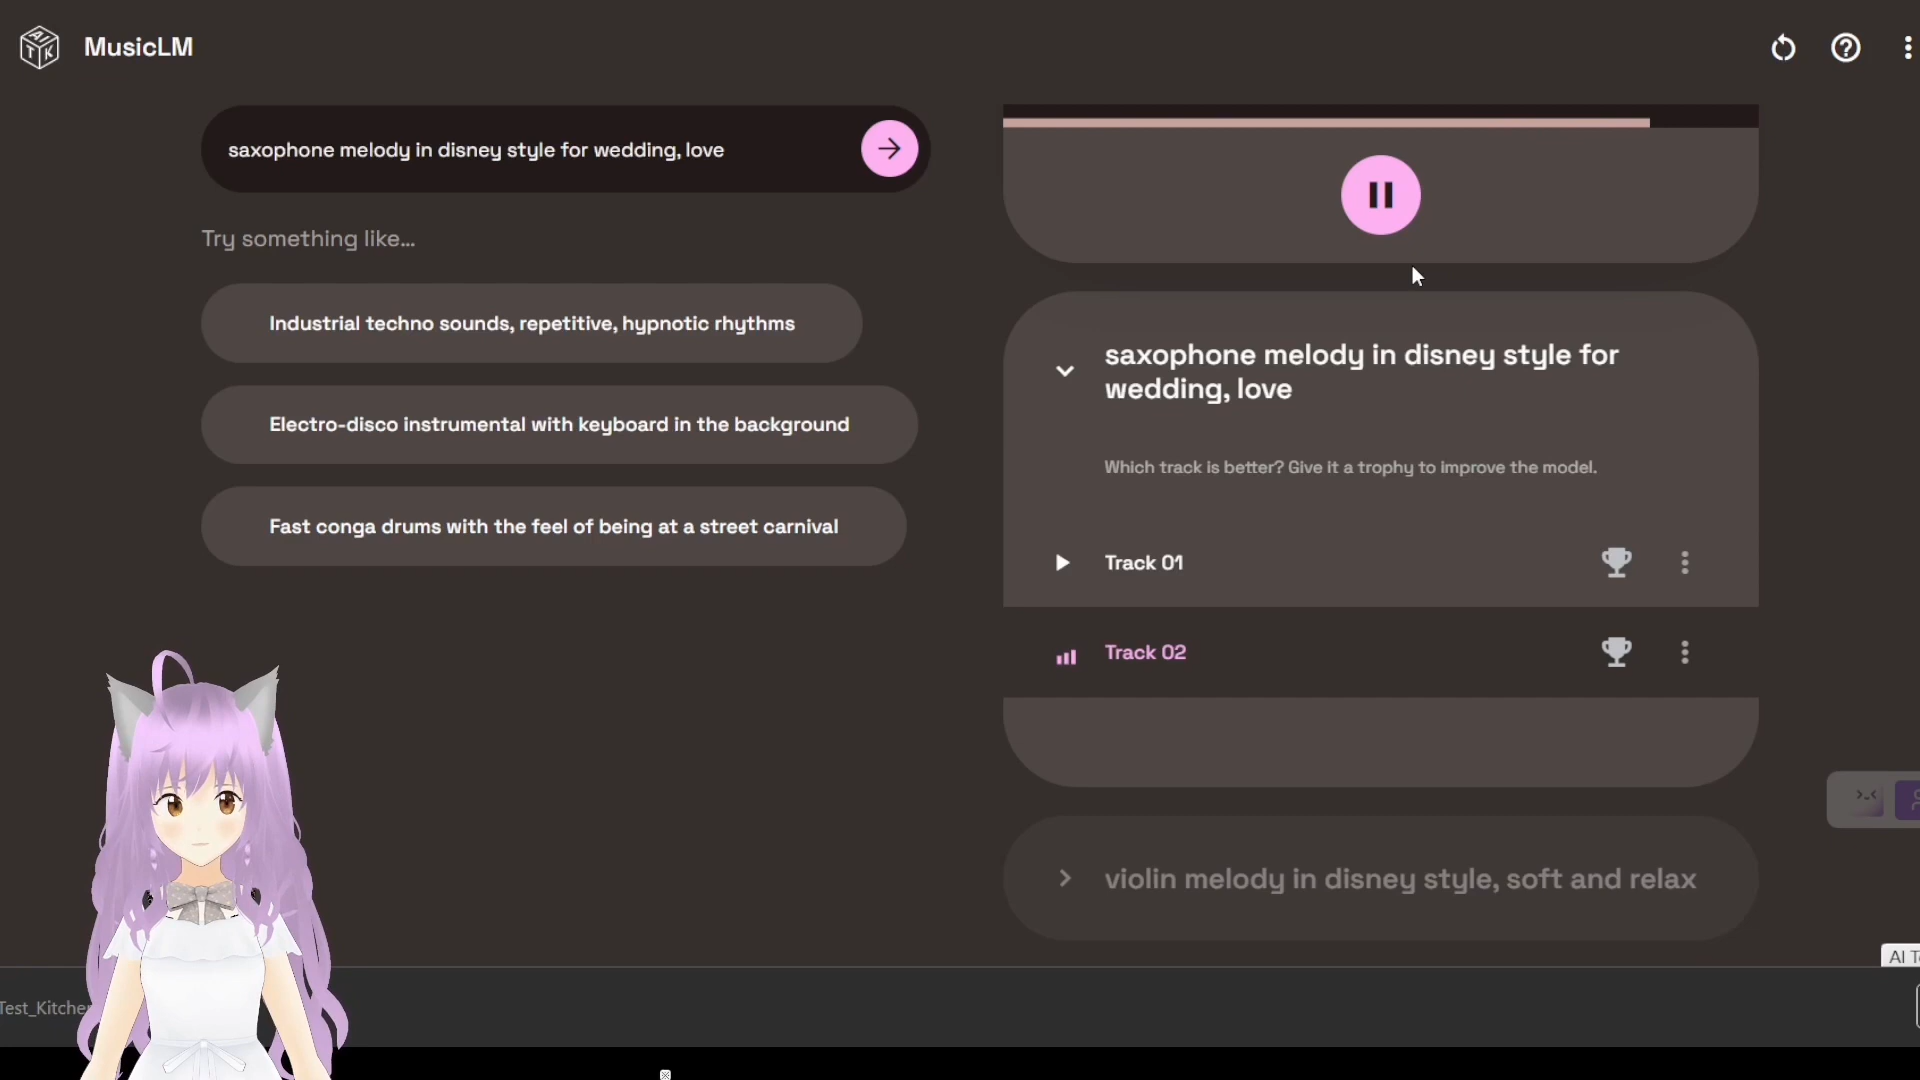 MusicLM
saxophone melody in disney style for wedding, love
Try something like...
Industrial techno sounds, repetitive, hypnotic rhythms
Electro-disco instrumental with keyboard in the background
Fast conga drums with the feel of being at a street carnival
saxophone melody in disney style for
wedding, love
Which track is better? Give it a trophy to improve the model.
Track 01
Track 02
violin melody in disney style, soft and relax
AI T
Test_Kitchen